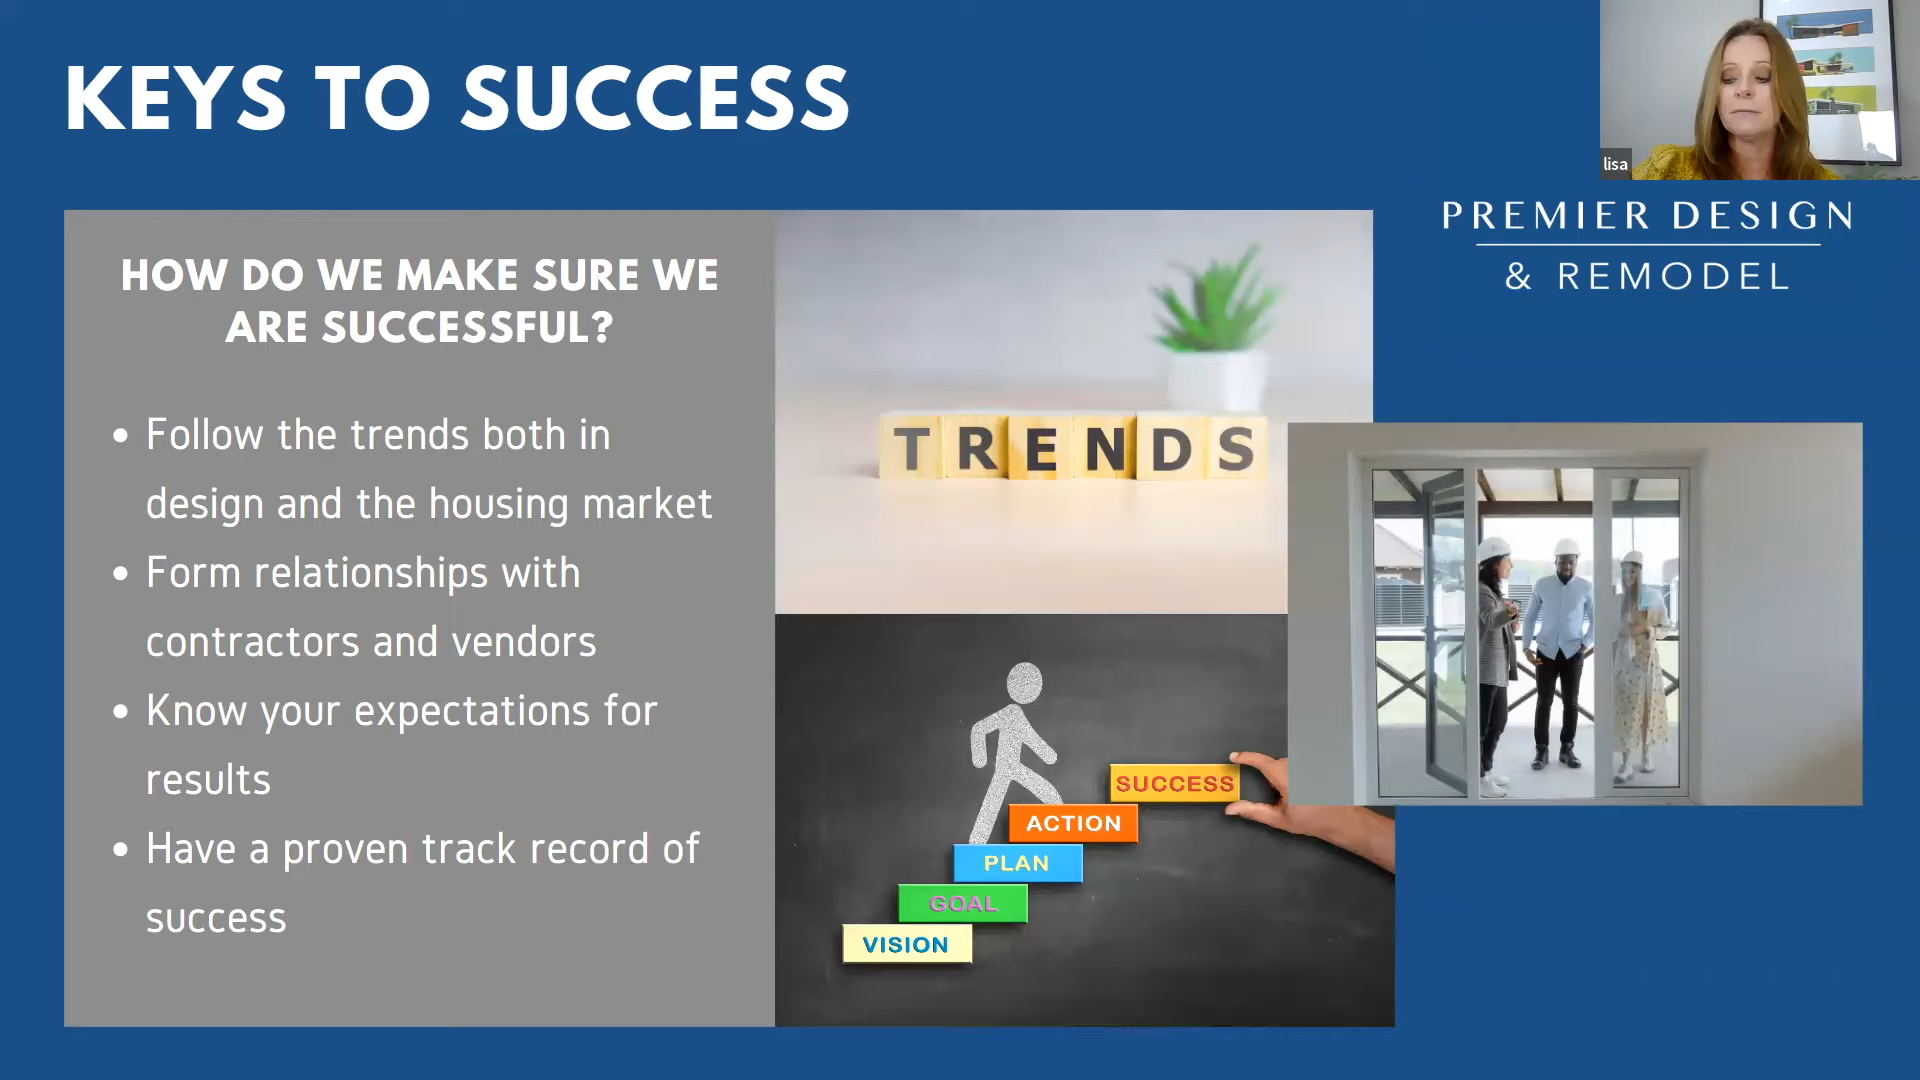 KEYS TO SUCCESS
lisa
PREMIER DESIGN
& REMODEL
HOW DO WE MAKE SURE WE
ARE SUCCESSFUL?
• Follow the trends both in
design and the housing market
• Form relationships with
contractors and vendors
• Know your expectations for
results
• Have a proven track record of
success
TRENDS
SUCCESS
ACTION
PLAN
GOAL
VISION